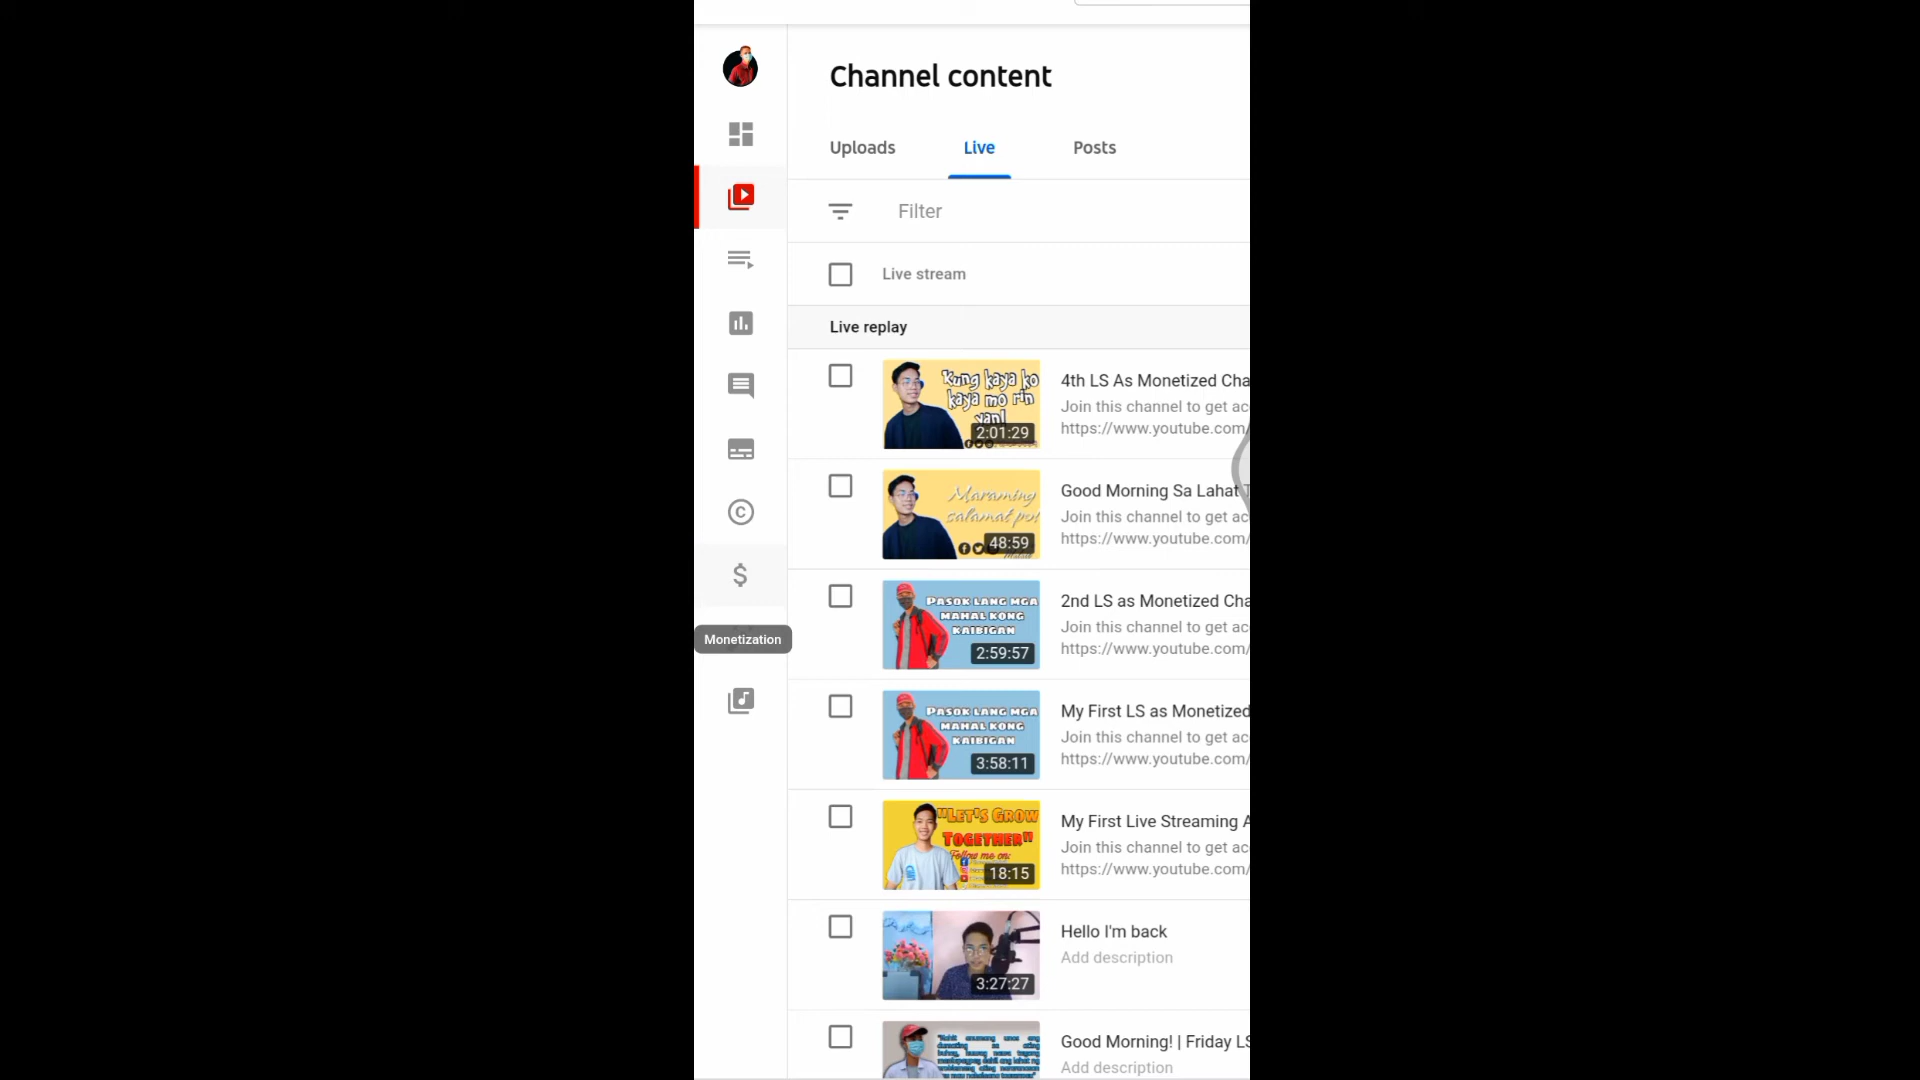 Channel content
Uploads
Live
Posts
Filter
Live stream
Live replay
Kung kaya ko
kaya mo rin
yan!
2:01:29
4th LS As Monetized Cha
Join this channel to get ac
https://www.youtube.com/
Maraming
salamat po!
48:59
Good Morning Sa Lahat T
Join this channel to get ac
https://www.youtube.com/
PASOK LANG MGA
MAHAL KONG
KAIBIGAN
2:59:57
2nd LS as Monetized Cha
Join this channel to get ac
https://www.youtube.com/
Monetization
PASOK LANG MGA
MAHAL KONG
KAIBIGAN
3:58:11
My First LS as Monetized
Join this channel to get ac
https://www.youtube.com/
"LET'S GROW
TOGETHER"
Follow me on:
18:15
My First Live Streaming A
Join this channel to get ac
https://www.youtube.com/
3:27:27
Hello I'm back
Add description
Good Morning! | Friday LS
Add description